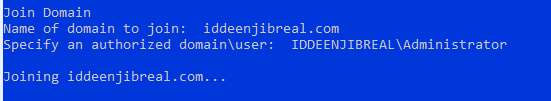 Join Domain
Name of domain to join:  iddeenjibreal.com
Specify an authorized domain\user:  IDDEENJIBREAL\Administrator
Joining iddeenjibreal.com...